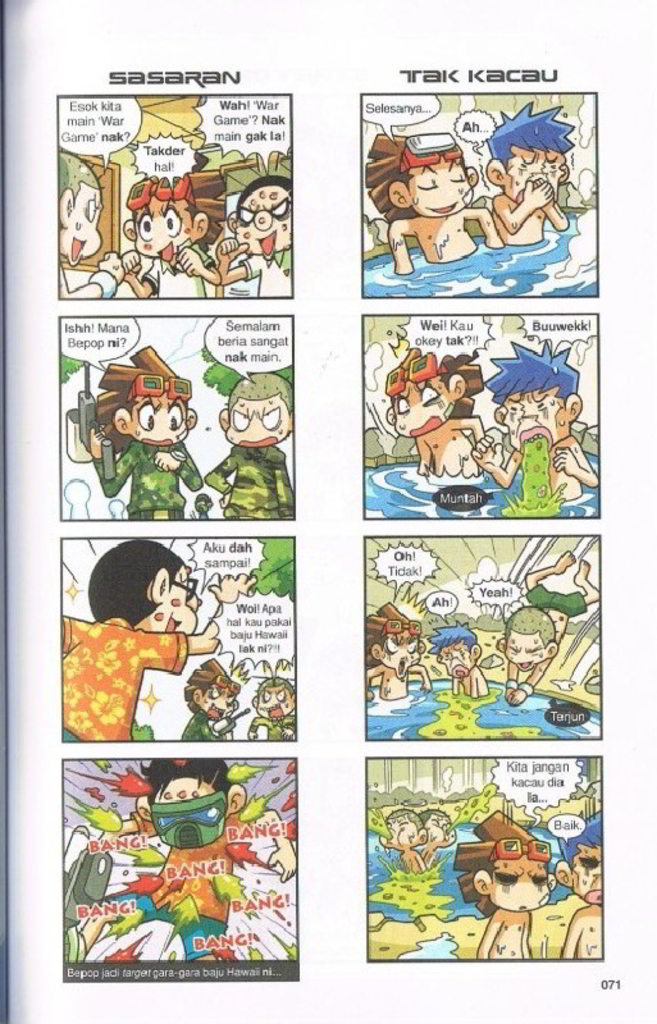 SASARAN
Esok kita
main 'War
Game' nak?
Wah! 'War
Game'? Nak
main gak la!
Takder
hal!
Ishh! Mana
Bepop ni?
Semalam
beria sangat
nak main.
Aku dah
sampai!
Woi! Apa
hal kau pakai
baju Hawaii
lak ni?!!
BANG!
BANG!
BANG!
BANG!
BANG!
BANG!
Bepop jadi target gara-gara baju Hawaii ni...
TAK KACAU
Selesanya...
Ah...
Wei! Kau
okey tak?!!
Buuwekk!
Muntah
Oh!
Tidak!
Ah!
Yeah!
Terjun
Kita jangan
kacau dia
la...
Baik.
071